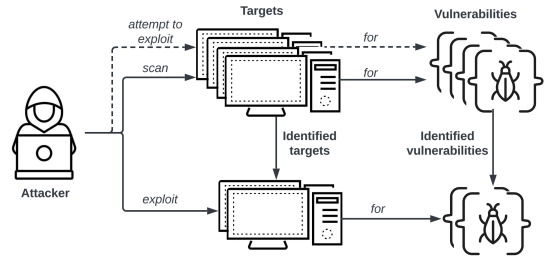 Targets
Vulnerabilities
attempt to
exploit
for
scan
for
Identified
targets
Identified
vulnerabilities
Attacker
exploit
for